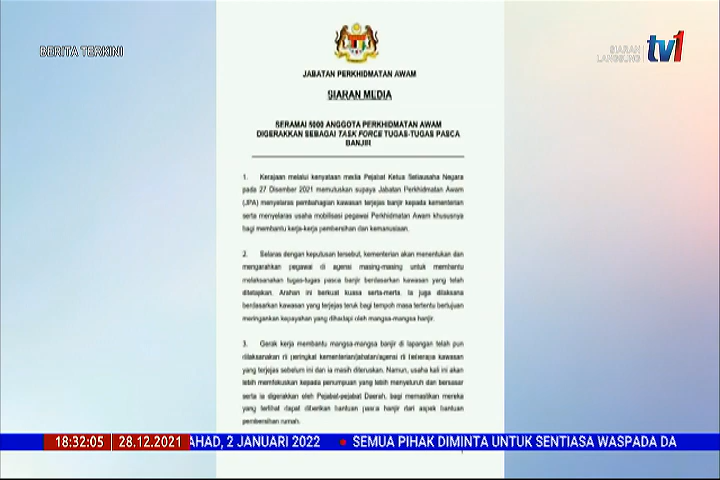 BERITA TERKINI
SIARAN
LANGSUNG
tv1
JABATAN PERKHIDMATAN AWAM
SIARAN MEDIA
SERAMAI 5000 ANGGOTA PERKHIDMATAN AWAM
DIGERAKKAN SEBAGAI TASK FORCE TUGAS-TUGAS PASCA
BANJIR
1. Kerajaan melalui kenyataan media Pejabat Ketua Setiausaha Negara
pada 27 Disember 2021 memutuskan supaya Jabatan Perkhidmatan Awam
(JPA) menyelaras pembahagian kawasan terjejas banjir kepada kementerian
serta menyelaras usaha mobilisasi pegawai Perkhidmatan Awam khususnya
bagi membantu kerja-kerja pembersihan dan kemanusiaan.
2. Selaras dengan keputusan tersebut, kementerian akan menentukan dan
mengarahkan pegawai di agensi masing-masing untuk membantu
melaksanakan tugas-tugas pasca banjir berdasarkan kawasan yang telah
ditetapkan. Arahan ini berkuat kuasa serta-merta. Ia juga dilaksana
berdasarkan kawasan yang terjejas teruk bagi tempoh masa tertentu bertujuan
meringankan kepayahan yang dihadapi oleh mangsa-mangsa banjir.
3. Gerak kerja membantu mangsa-mangsa banjir di lapangan telah pun
dilaksanakan di peringkat kementerian/jabatan/agensi di beberapa kawasan
yang terjejas sebelum ini dan ia masih diteruskan. Namun, usaha kali ini akan
lebih memfokuskan kepada penumpuan yang lebih menyeluruh dan bersasar
serta ia digerakkan oleh Pejabat-pejabat Daerah, bagi memastikan mereka
yang terlibat dapat diberikan bantuan pasca banjir dari aspek bantuan
pembersihan rumah.
18:32:05 28.12.2021 AHAD, 2 JANUARI 2022 • SEMUA PIHAK DIMINTA UNTUK SENTIASA WASPADA DA